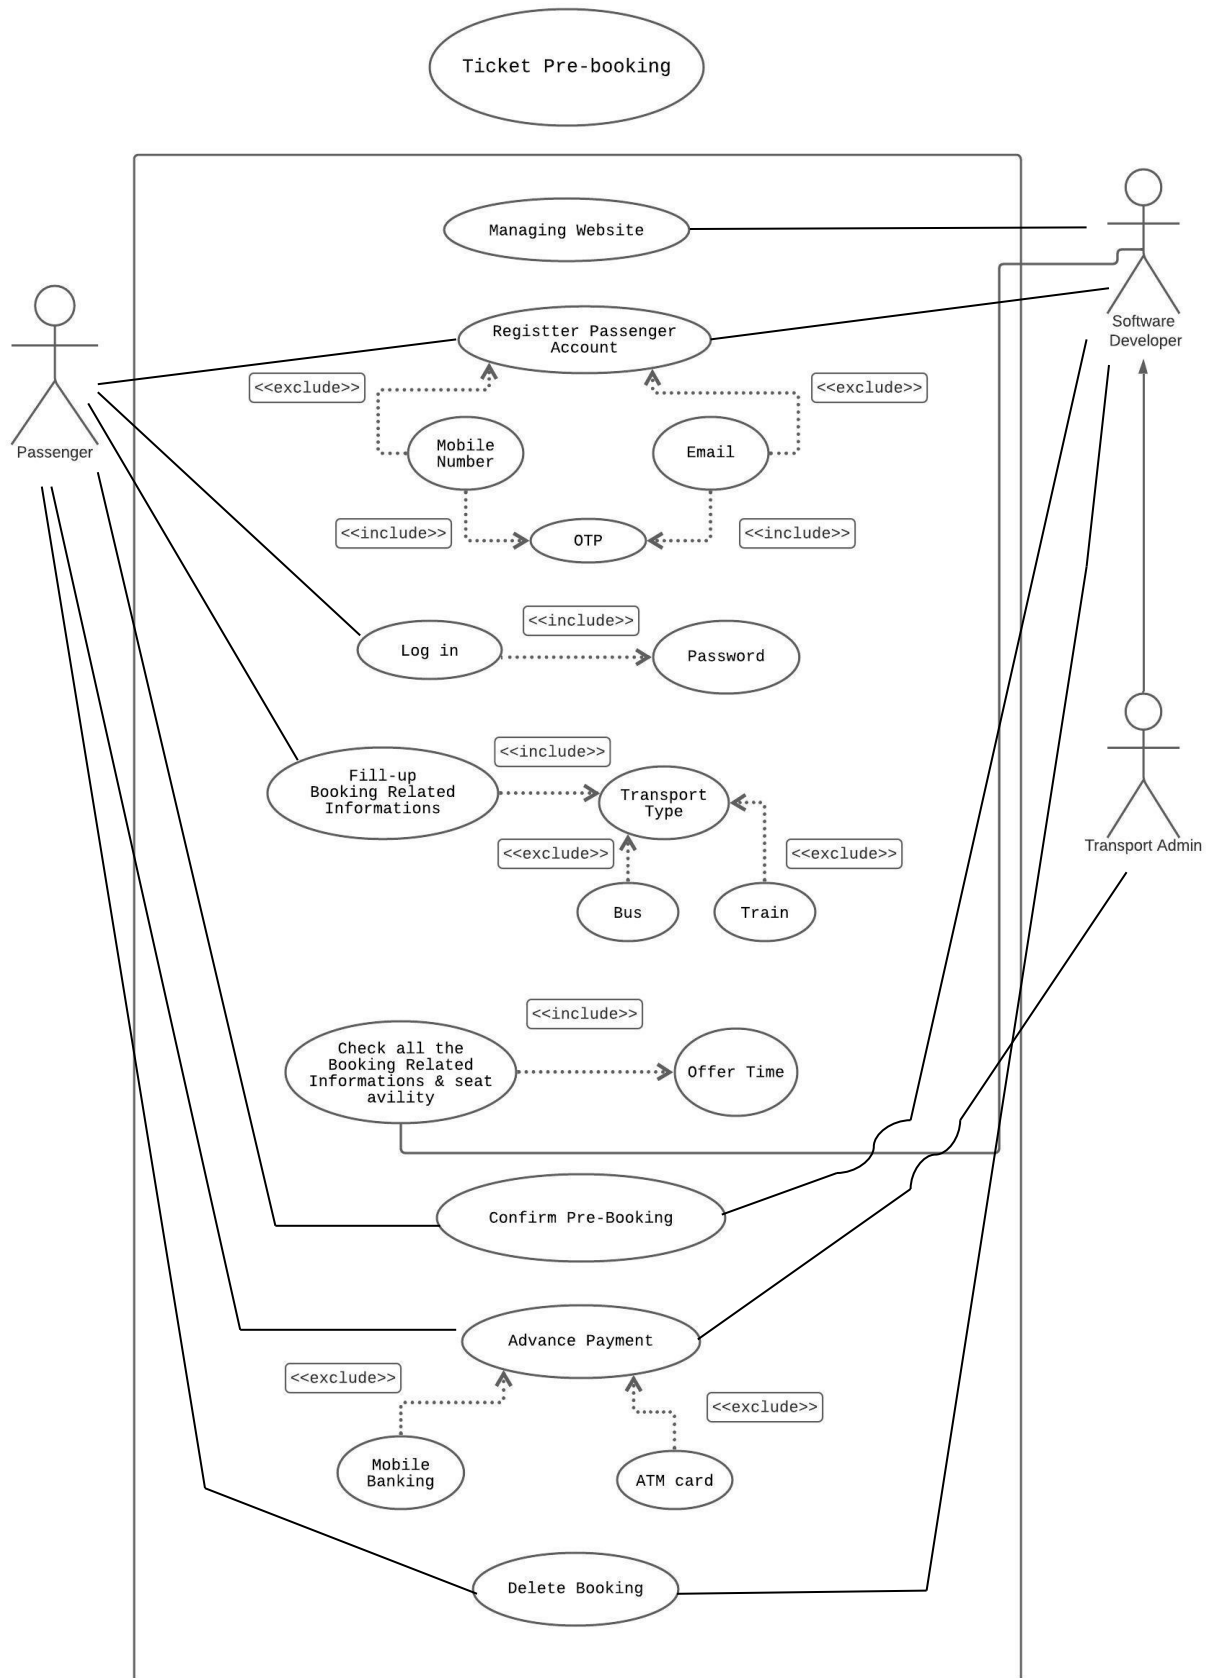 Ticket Pre-booking
Managing Website
Registter Passenger
Account
Software
Developer
<<exclude>>
<<exclude>>
Passenger
Mobile
Number
Email
<<include>>
OTP
<<include>>
<<include>>
Log in
Password
<<include>>
Fill-up
Booking Related
Informations
Transport
Type
<<exclude>>
<<exclude>>
Transport Admin
Bus
Train
<<include>>
Check all the
Booking Related
Informations & seat
avility
Offer Time
Confirm Pre-Booking
Advance Payment
<<exclude>>
<<exclude>>
Mobile
Banking
ATM card
Delete Booking